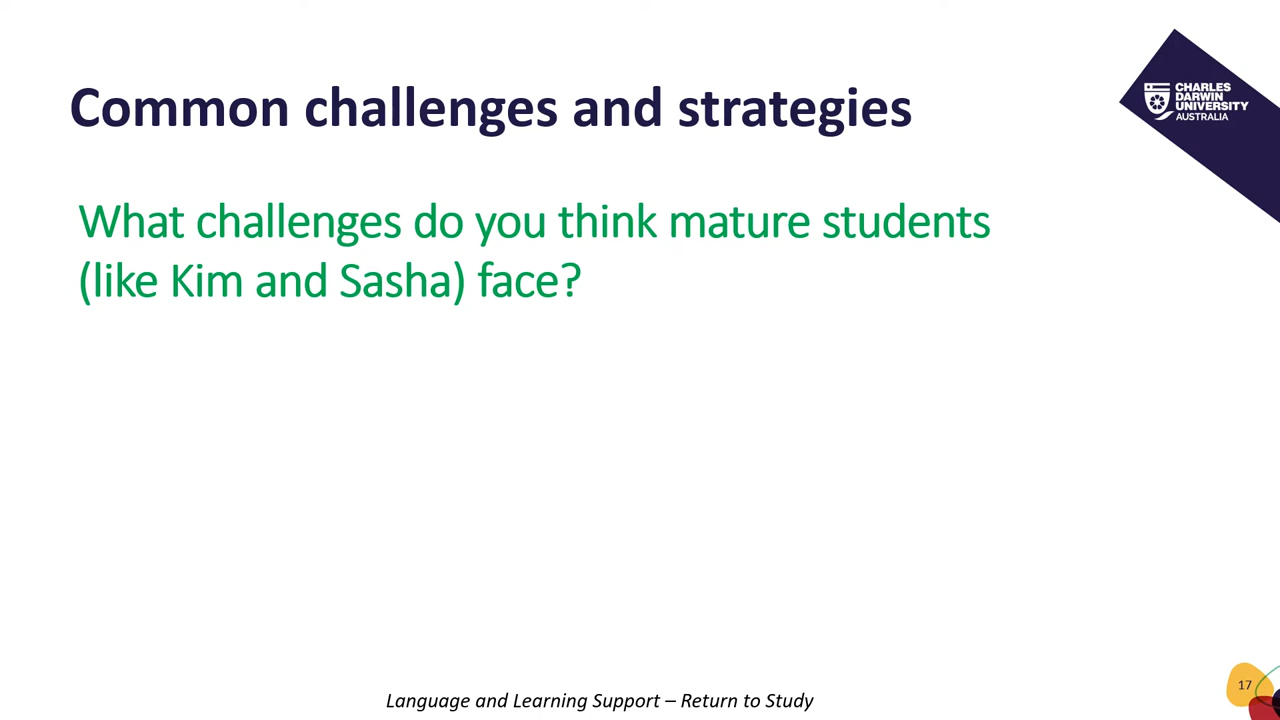 Common challenges and strategies
CHARLES
DARWIN
UNIVERSITY
AUSTRALIA
What challenges do you think mature students
(like Kim and Sasha) face?
Language and Learning Support – Return to Study
17